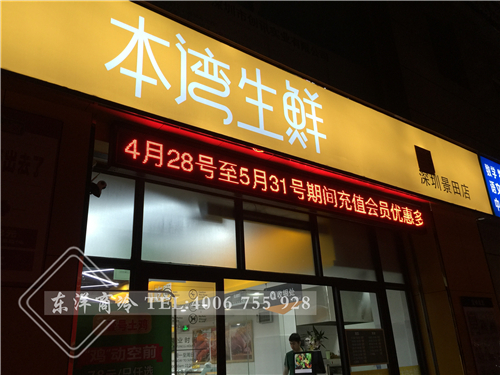 本湾生鲜
深圳景田店
4月28号至5月31号期间充值会员优惠多
东洋商冷 TEL:4006 755 928